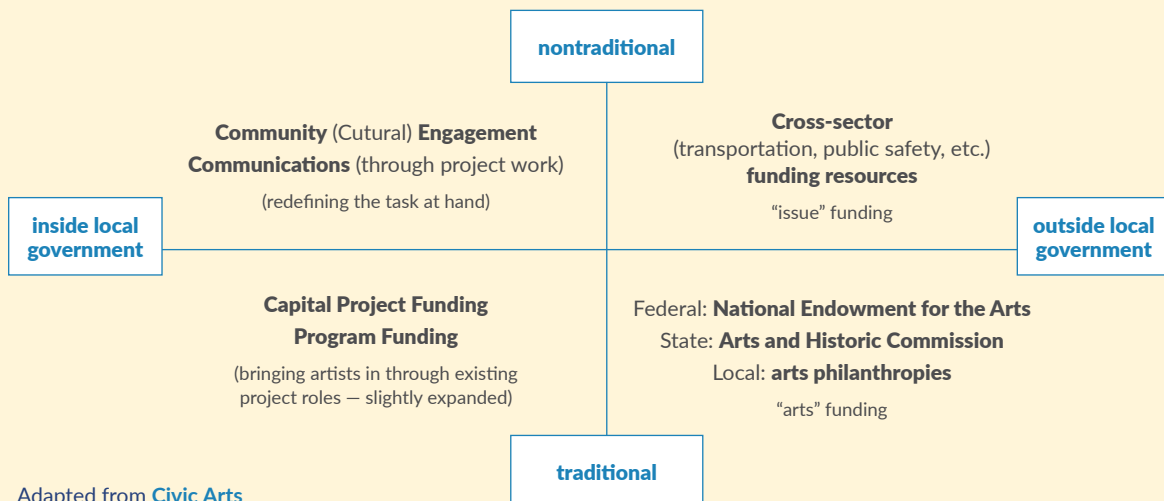 nontraditional
Community (Cutural) Engagement
Communications (through project work)
(redefining the task at hand)
Cross-sector
(transportation, public safety, etc.)
funding resources
“issue” funding
inside local
government
outside local
government
Capital Project Funding
Program Funding
(bringing artists in through existing
project roles — slightly expanded)
Federal: National Endowment for the Arts
State: Arts and Historic Commission
Local: arts philanthropies
“arts” funding
traditional
Adapted from Civic Arts